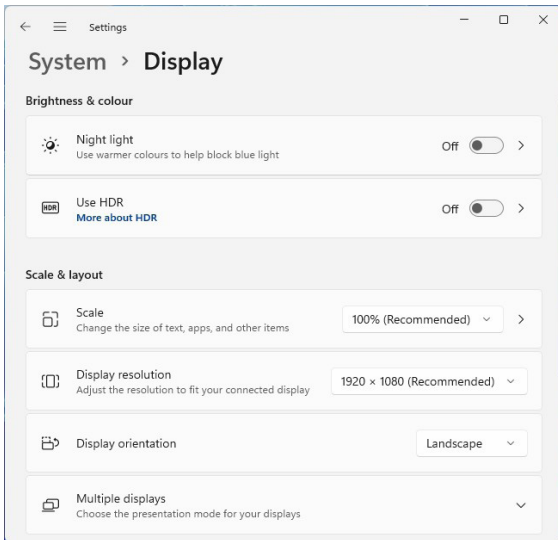 Settings
System > Display
Brightness & colour
Night light
Use warmer colours to help block blue light
Off
HDR
Use HDR
More about HDR
Off
Scale & layout
Scale
Change the size of text, apps, and other items
100% (Recommended)
Display resolution
Adjust the resolution to fit your connected display
1920 × 1080 (Recommended)
Display orientation
Landscape
Multiple displays
Choose the presentation mode for your displays